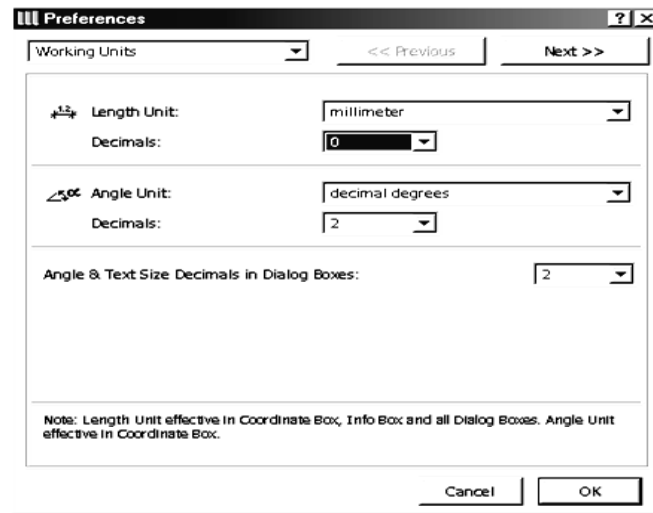 Preferences
? ×
Working Units
<< Previous
Next >>
1.2 Length Unit:
millimeter
Decimals:
0
α Angle Unit:
decimal degrees
Decimals:
2
Angle & Text Size Decimals in Dialog Boxes:
2
Note: Length Unit effective in Coordinate Box, Info Box and all Dialog Boxes. Angle Unit
effective in Coordinate Box.
Cancel
OK